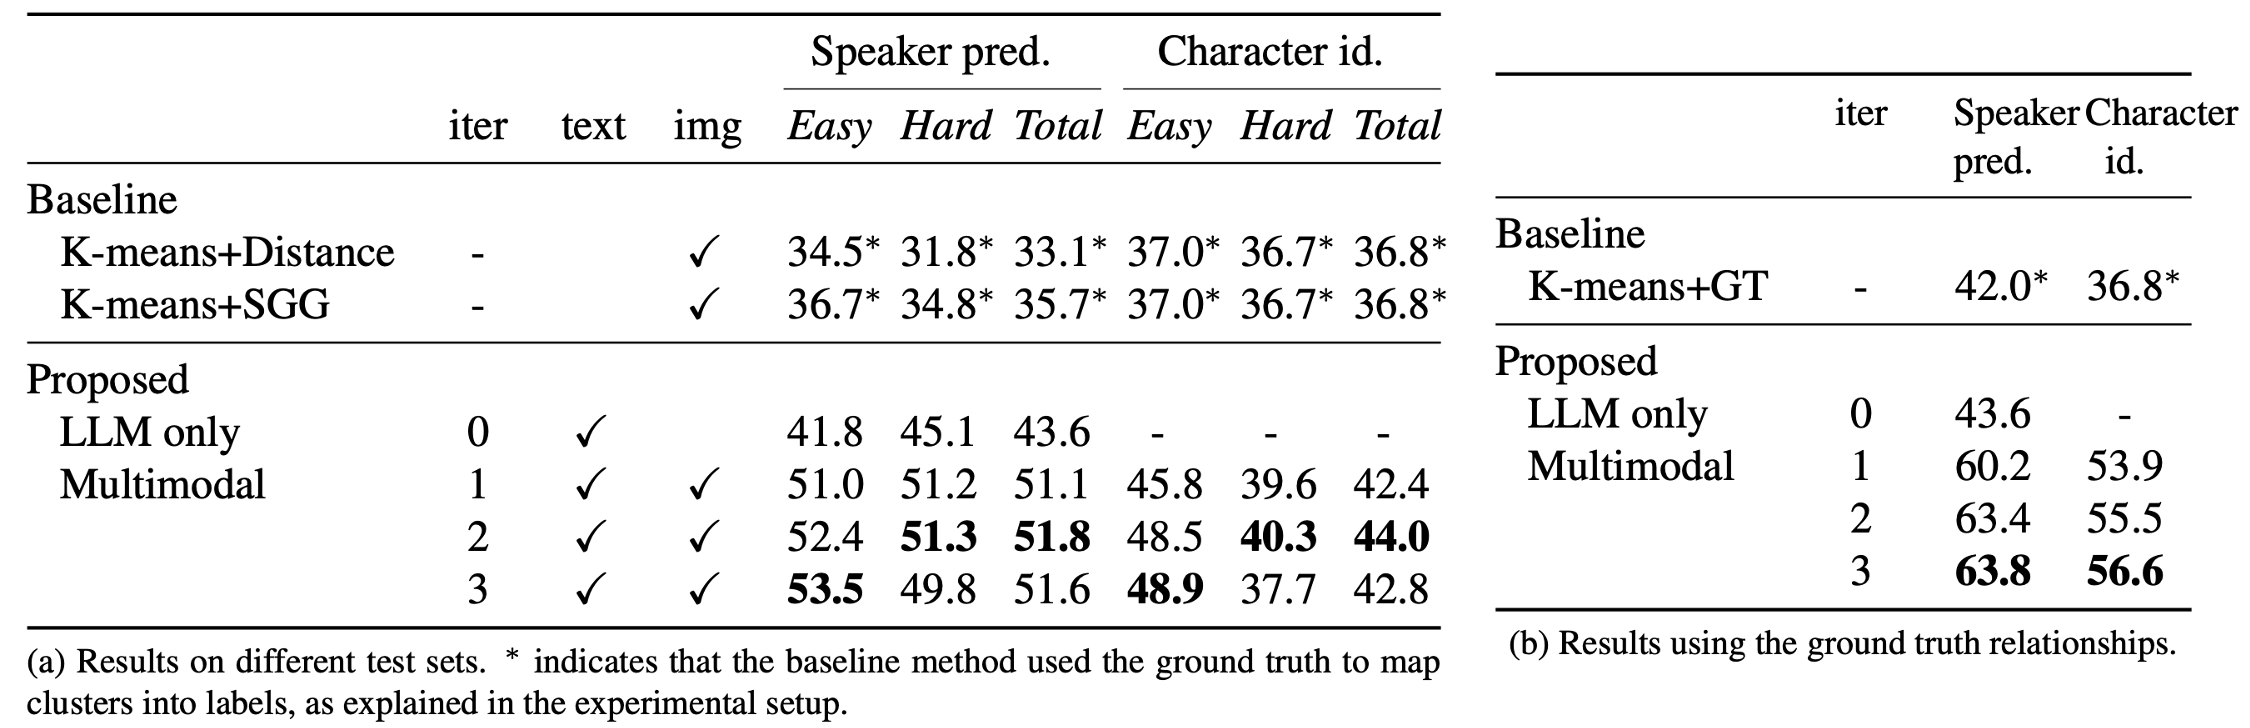 Speaker pred. Character id.
iter text img Easy Hard Total Easy Hard Total
Baseline
K-means+Distance - ✓ 34.5* 31.8* 33.1* 37.0* 36.7* 36.8*
K-means+SGG - ✓ 36.7* 34.8* 35.7* 37.0* 36.7* 36.8*
Proposed
LLM only 0 ✓ 41.8 45.1 43.6 - - -
Multimodal 1 ✓ ✓ 51.0 51.2 51.1 45.8 39.6 42.4
2 ✓ ✓ 52.4 51.3 51.8 48.5 40.3 44.0
3 ✓ ✓ 53.5 49.8 51.6 48.9 37.7 42.8
(a) Results on different test sets. * indicates that the baseline method used the ground truth to map
clusters into labels, as explained in the experimental setup.
iter Speaker Character
pred. id.
Baseline
K-means+GT - 42.0* 36.8*
Proposed
LLM only 0 43.6 -
Multimodal 1 60.2 53.9
2 63.4 55.5
3 63.8 56.6
(b) Results using the ground truth relationships.